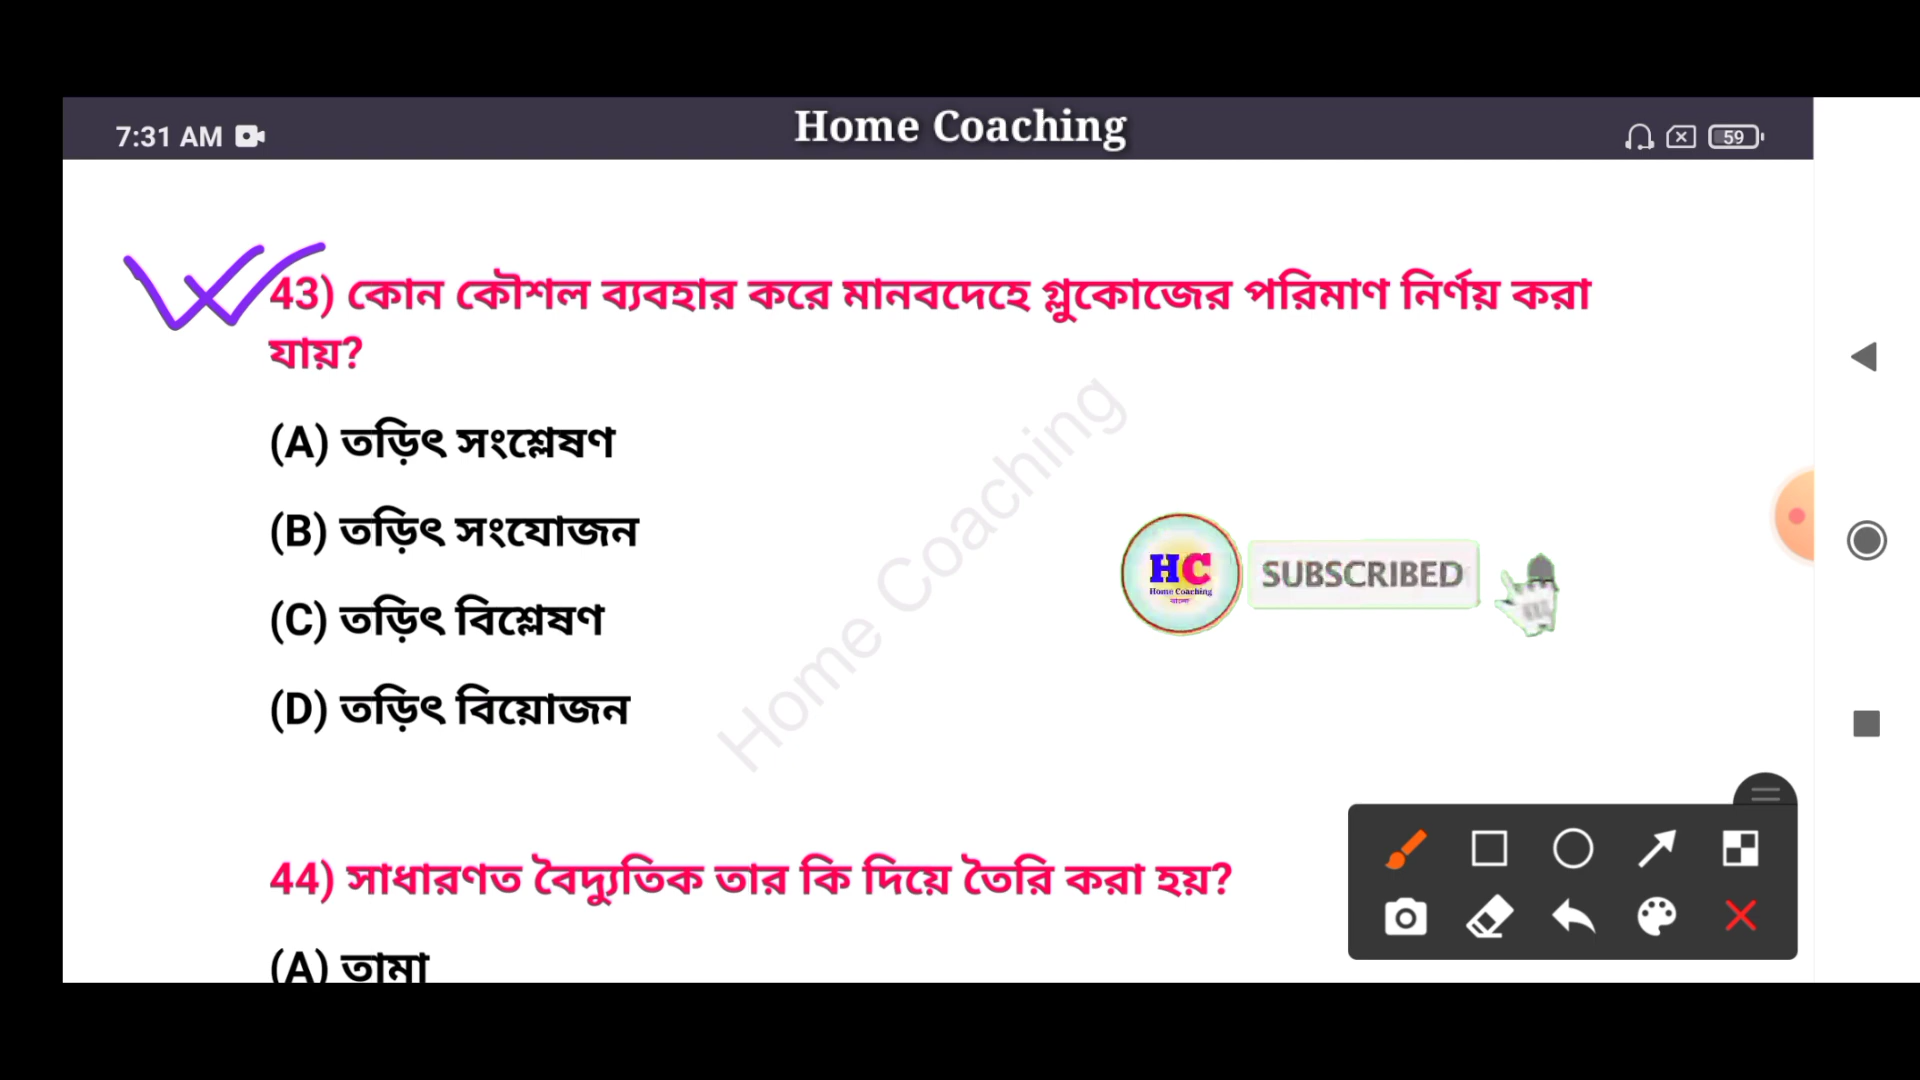 7:31 AM
Home Coaching
59
43) কোন কৌশল ব্যবহার করে মানবদেহে গ্লুকোজের পরিমাণ নির্ণয় করা
যায়?
(A) তড়িৎ সংশ্লেষণ
(B) তড়িৎ সংযোজন
(C) তড়িৎ বিশ্লেষণ
(D) তড়িৎ বিয়োজন
Home Coaching
HC
Home Coaching
বাংলা
SUBSCRIBED
44) সাধারণত বৈদ্যুতিক তার কি দিয়ে তৈরি করা হয়?
(A) তামা